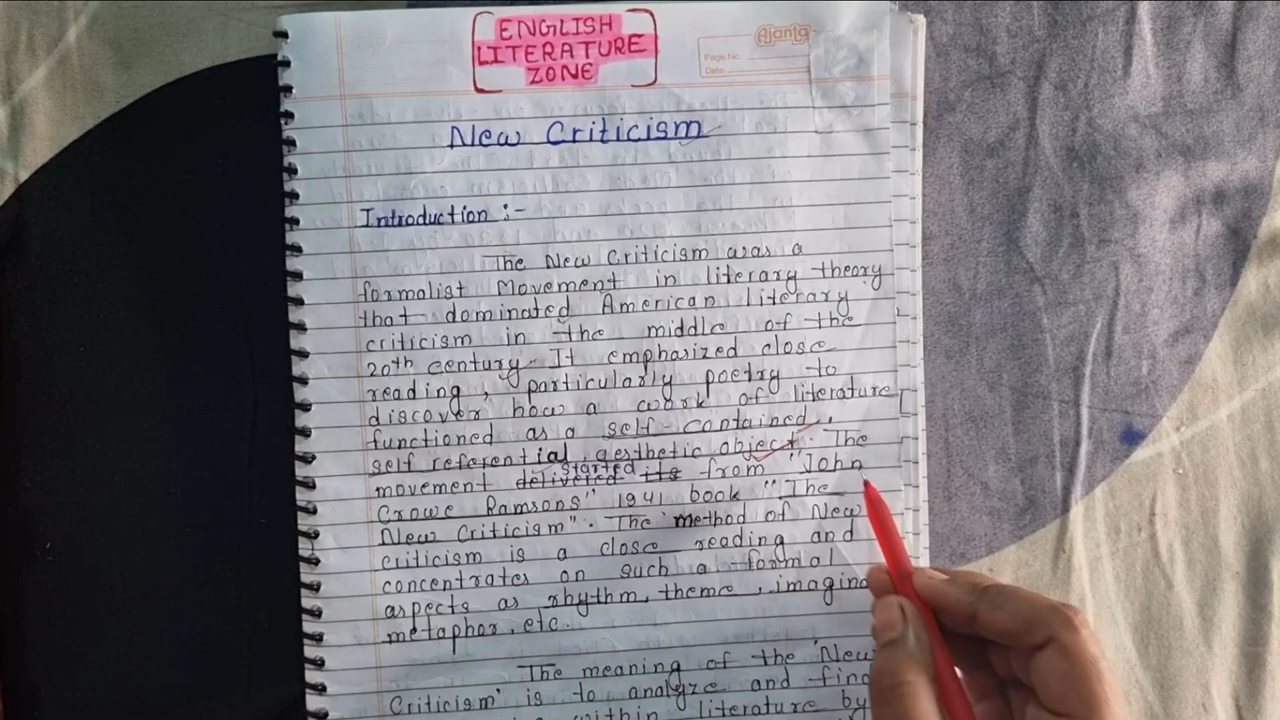 ENGLISH
LITERATURE
ZONE
Ajanta
Page No.
Date
New Criticism
Introduction :-
The New Criticism was a
formalist Movement in literary theory
that dominated American literary
criticism in the middle of the
20th century. It emphasized close
reading, particularly poetry to
discover how a work of literature
functioned as a self-contained,
self referential, aesthetic object. The
started
movement delivered its from "John
Crowe Ramsons" 1941 book "The
New Criticism". The method of New
criticism is a close reading and
concentrates on such a formal
aspects as rhythm, theme, imagin
metaphor, etc.
The meaning of the 'New
Criticism' is to analyze and find
within literature by